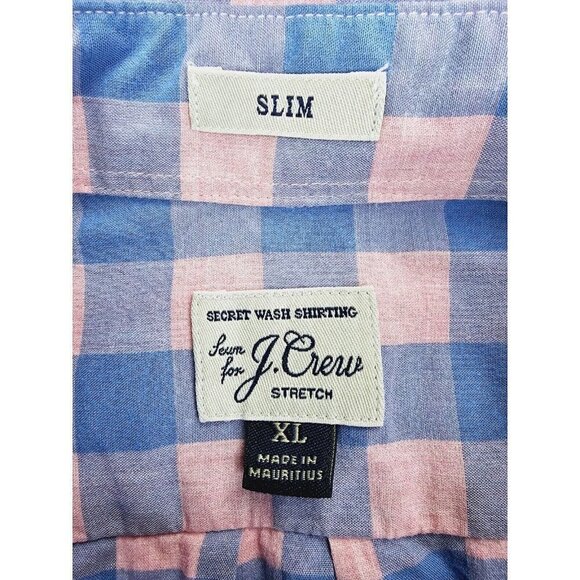 SLIM
SECRET WASH SHIRTING
Sewn for J.Crew
STRETCH
XL
MADE IN
MAURITIUS